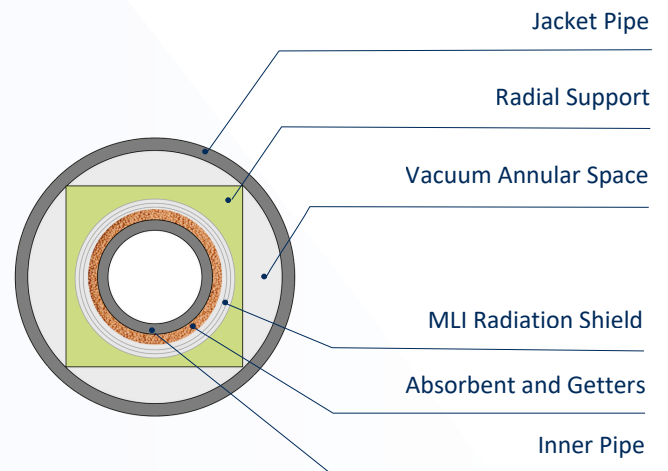 Jacket Pipe
Radial Support
Vacuum Annular Space
MLI Radiation Shield
Absorbent and Getters
Inner Pipe